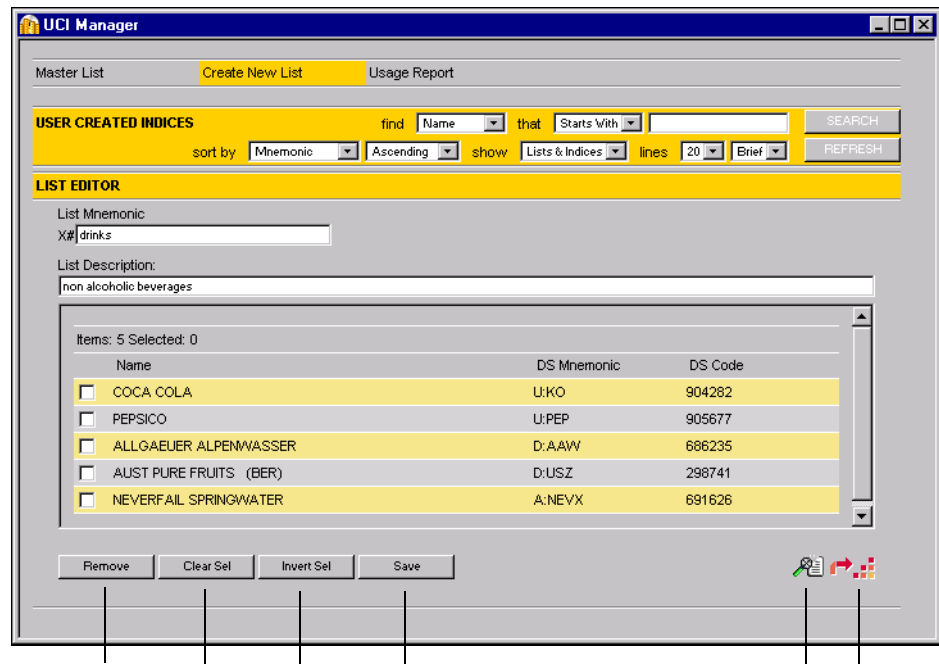 UCI Manager
Master List Create New List Usage Report
USER CREATED INDICES find Name that Starts With SEARCH
sort by Mnemonic Ascending show Lists & Indices lines 20 Brief REFRESH
LIST EDITOR
List Mnemonic
X# drinks
List Description:
non alcoholic beverages
Items: 5 Selected: 0
Name DS Mnemonic DS Code
COCA COLA U:KO 904282
PEPSICO U:PEP 905677
ALLGAEUER ALPENWASSER D:AAW 686235
AUST PURE FRUITS (BER) D:USZ 298741
NEVERFAIL SPRINGWATER A:NEVX 691626
Remove Clear Sel Invert Sel Save